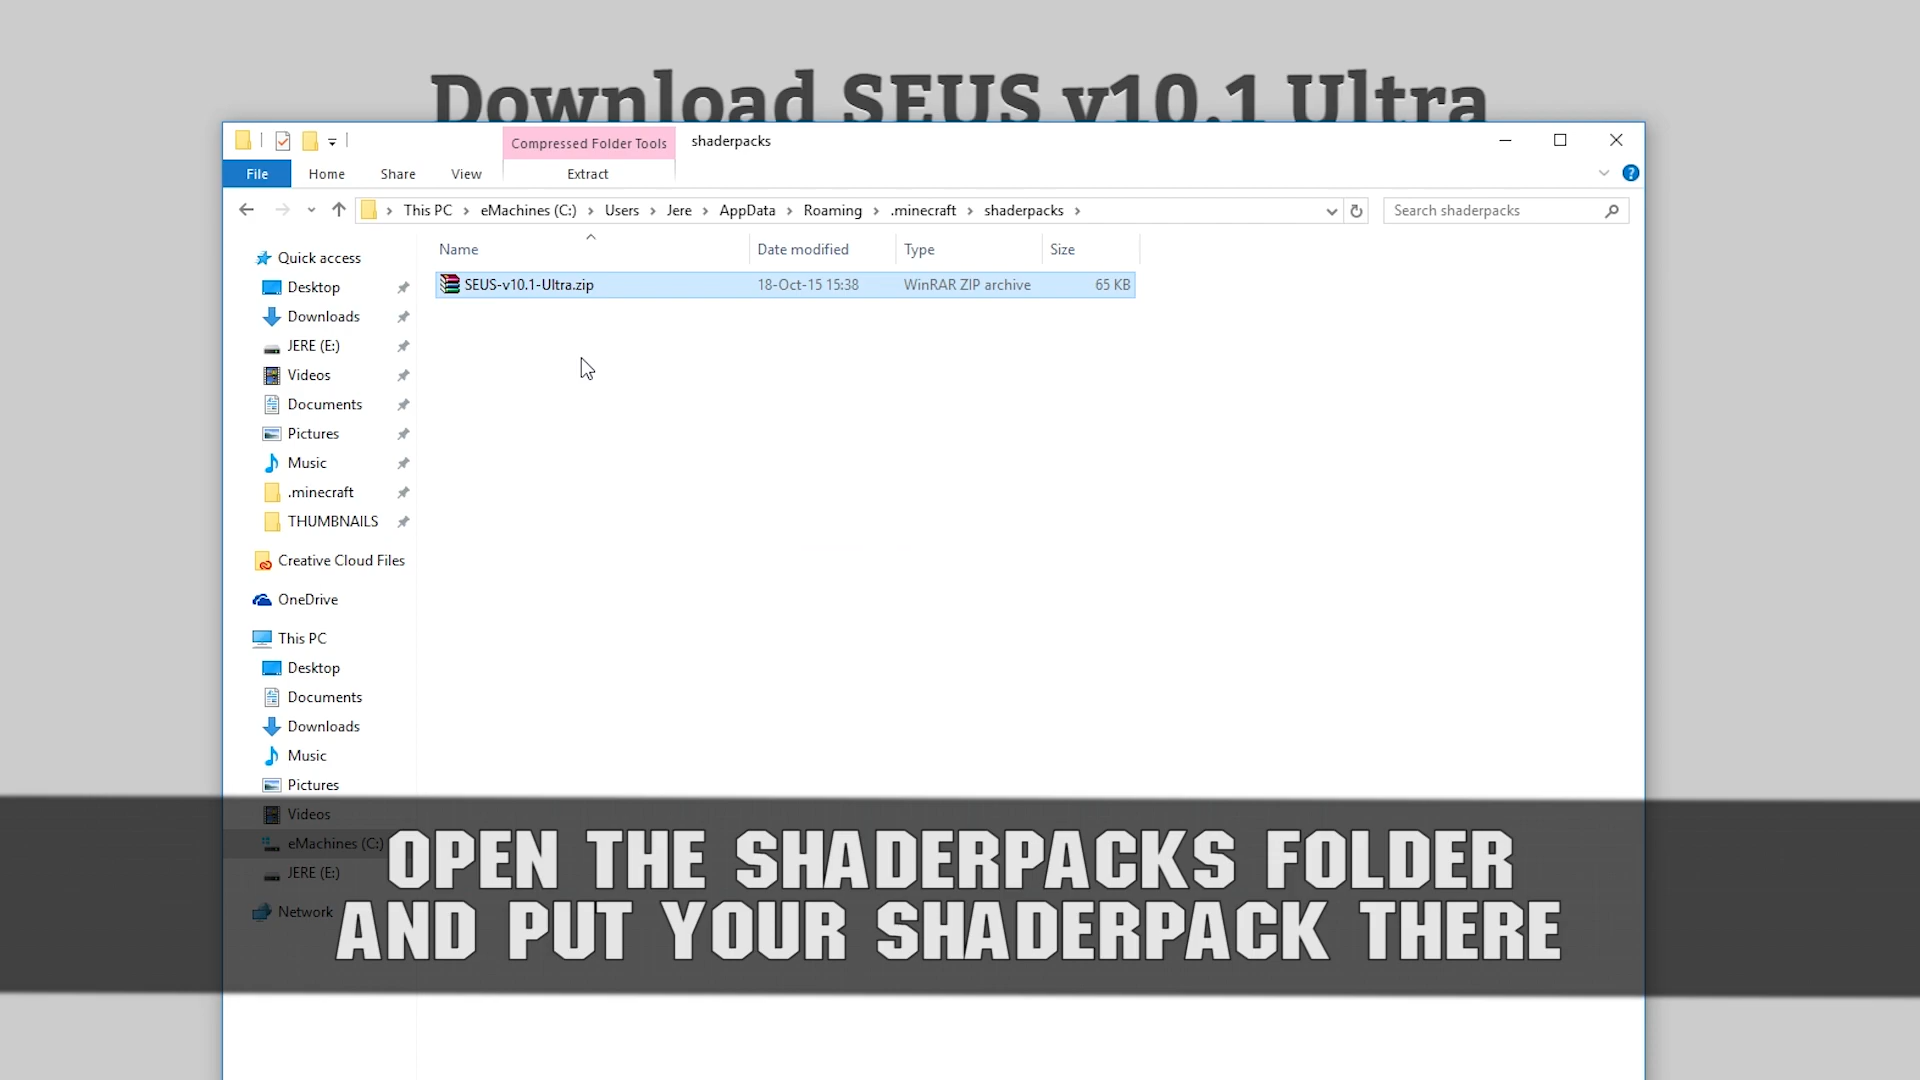 Download SEUS v10.1 Ultra
Compressed Folder Tools
shaderpacks
File
Home
Share
View
Extract
This PC
eMachines (C:)
Users
Jere
AppData
Roaming
.minecraft
shaderpacks
Search shaderpacks
Name
Date modified
Type
Size
SEUS-v10.1-Ultra.zip
18-Oct-15 15:38
WinRAR ZIP archive
65 KB
Quick access
Desktop
Downloads
JERE (E:)
Videos
Documents
Pictures
Music
.minecraft
THUMBNAILS
Creative Cloud Files
OneDrive
This PC
Desktop
Documents
Downloads
Music
Pictures
Videos
eMachines (C:)
JERE (E:)
Network
OPEN THE SHADERPACKS FOLDER
AND PUT YOUR SHADERPACK THERE